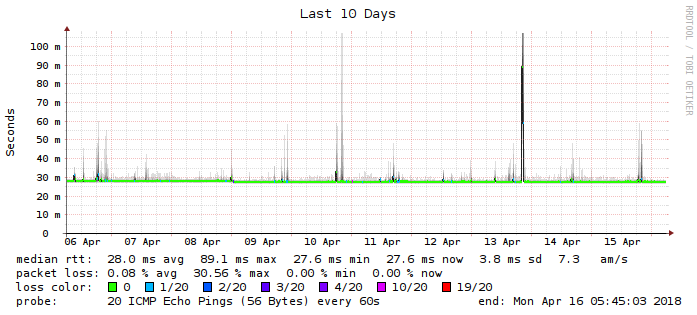 Last 10 Days
RRDTOOL / TOBI OETIKER
Seconds
100 m
90 m
80 m
70 m
60 m
50 m
40 m
30 m
20 m
10 m
0
06 Apr 07 Apr 08 Apr 09 Apr 10 Apr 11 Apr 12 Apr 13 Apr 14 Apr 15 Apr
median rtt: 28.0 ms avg 89.1 ms max 27.6 ms min 27.6 ms now 3.8 ms sd 7.3 am/s
packet loss: 0.08 % avg 30.56 % max 0.00 % min 0.00 % now
loss color: 0 1/20 2/20 3/20 4/20 10/20 19/20
probe: 20 ICMP Echo Pings (56 Bytes) every 60s end: Mon Apr 16 05:45:03 2018